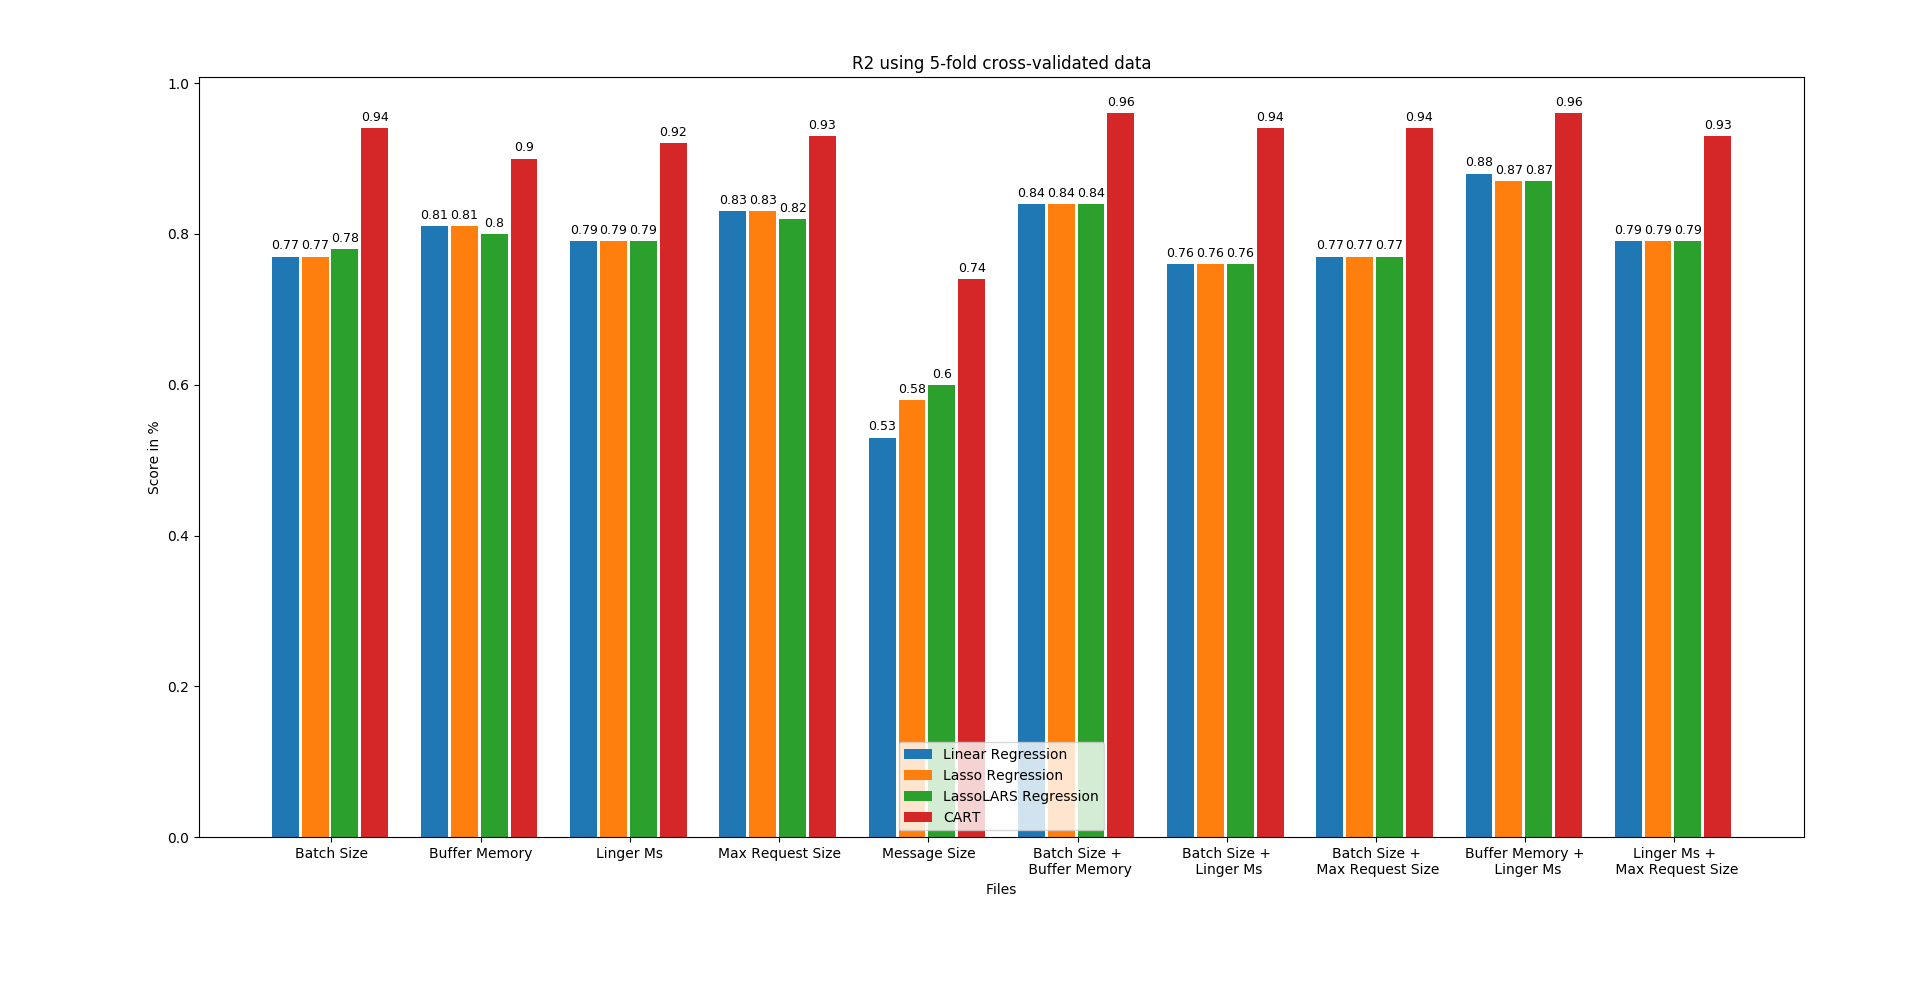 R2 using 5-fold cross-validated data
Score in %
1.0
0.8
0.6
0.4
0.2
0.0
0.77 0.77 0.78 0.94
0.81 0.81 0.8 0.9
0.79 0.79 0.79 0.92
0.83 0.83 0.82 0.93
0.53 0.58 0.6 0.74
0.84 0.84 0.84 0.96
0.76 0.76 0.76 0.94
0.77 0.77 0.77 0.94
0.88 0.87 0.87 0.96
0.79 0.79 0.79 0.93
Linear Regression
Lasso Regression
LassoLARS Regression
CART
Batch Size
Buffer Memory
Linger Ms
Max Request Size
Message Size
Batch Size +
Buffer Memory
Batch Size +
Linger Ms
Batch Size +
Max Request Size
Buffer Memory +
Linger Ms
Linger Ms +
Max Request Size
Files